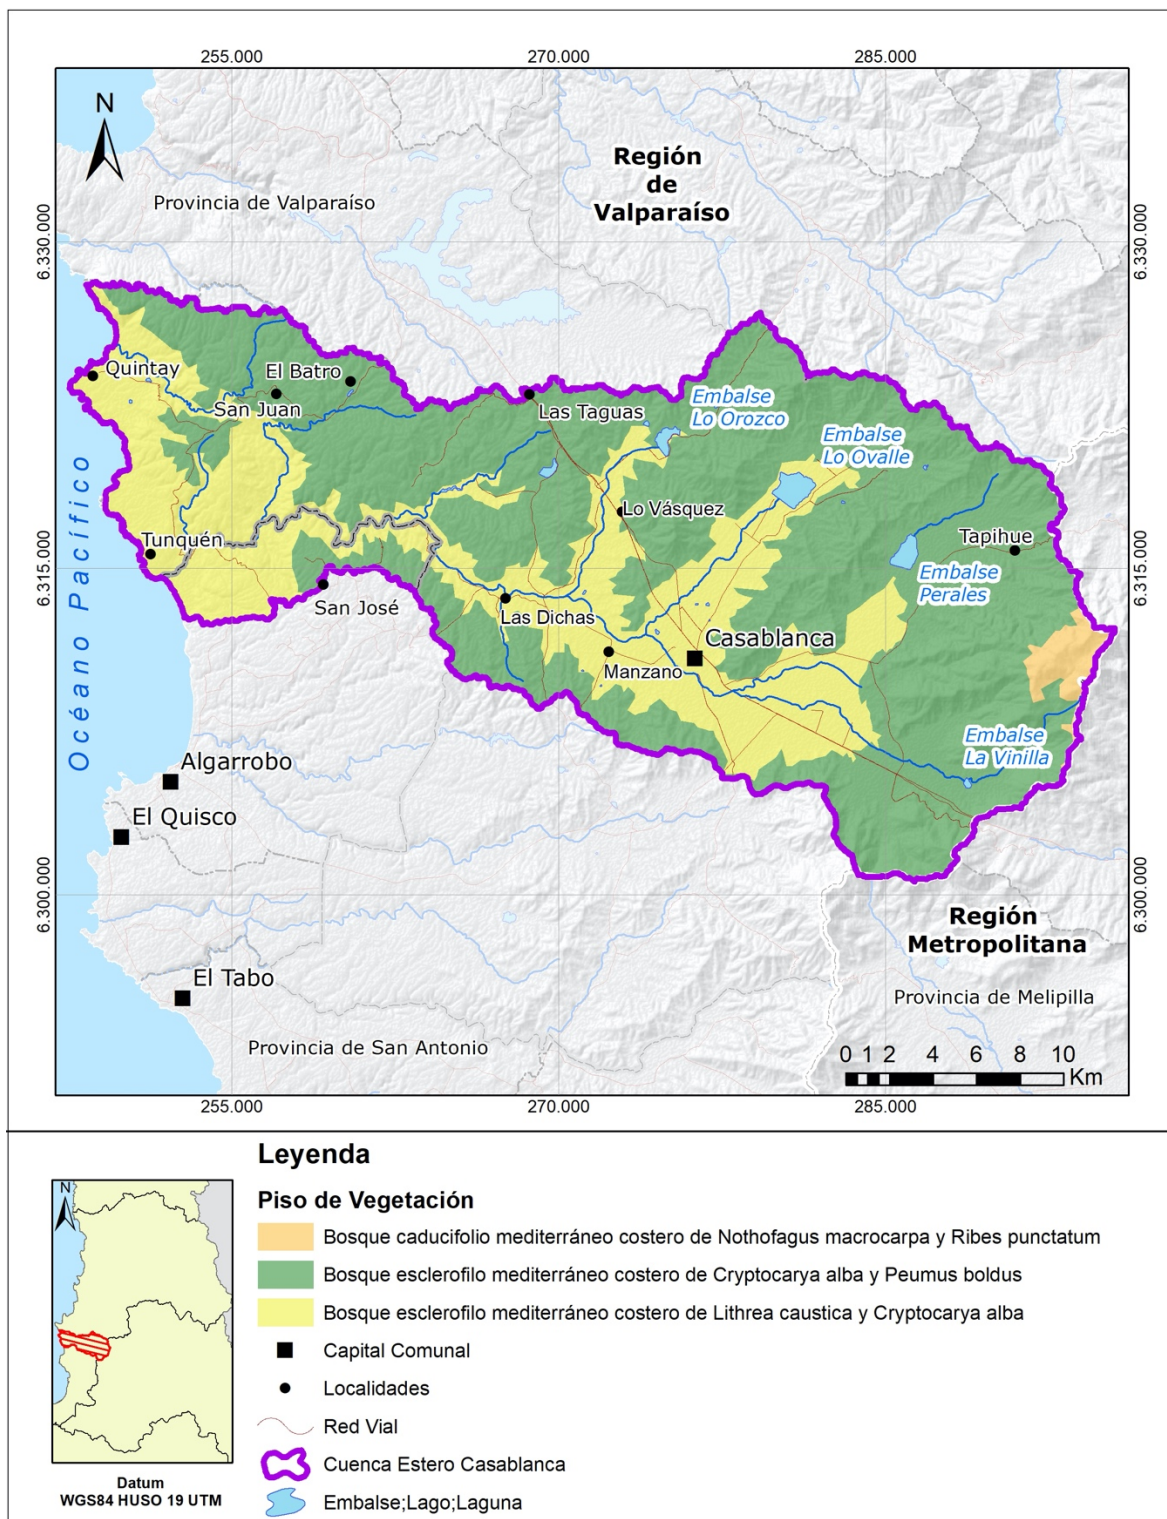 255.000
270.000
285.000
N
Región
de
Valparaíso
Provincia de Valparaíso
6.330.000
6.330.000
Quintay
El Batro
San Juan
Las Taguas
Embalse
Lo Orozco
Embalse
Lo Ovalle
Lo Vásquez
Tunquén
Tapihue
6.315.000
6.315.000
Embalse
Perales
San José
Las Dichas
Casablanca
Manzano
Océano Pacífico
Embalse
La Vinilla
Algarrobo
El Quisco
6.300.000
6.300.000
Región
Metropolitana
El Tabo
Provincia de Melipilla
Provincia de San Antonio
0 1 2 4 6 8 10
Km
255.000
270.000
285.000
Leyenda
N
Piso de Vegetación
Bosque caducifolio mediterráneo costero de Nothofagus macrocarpa y Ribes punctatum
Bosque esclerofilo mediterráneo costero de Cryptocarya alba y Peumus boldus
Bosque esclerofilo mediterráneo costero de Lithrea caustica y Cryptocarya alba
Capital Comunal
Localidades
Red Vial
Cuenca Estero Casablanca
Embalse;Lago;Laguna
Datum
WGS84 HUSO 19 UTM